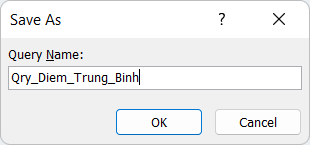 Save As
?
Query Name:
Qry_Diem_Trung_Binh
OK Cancel